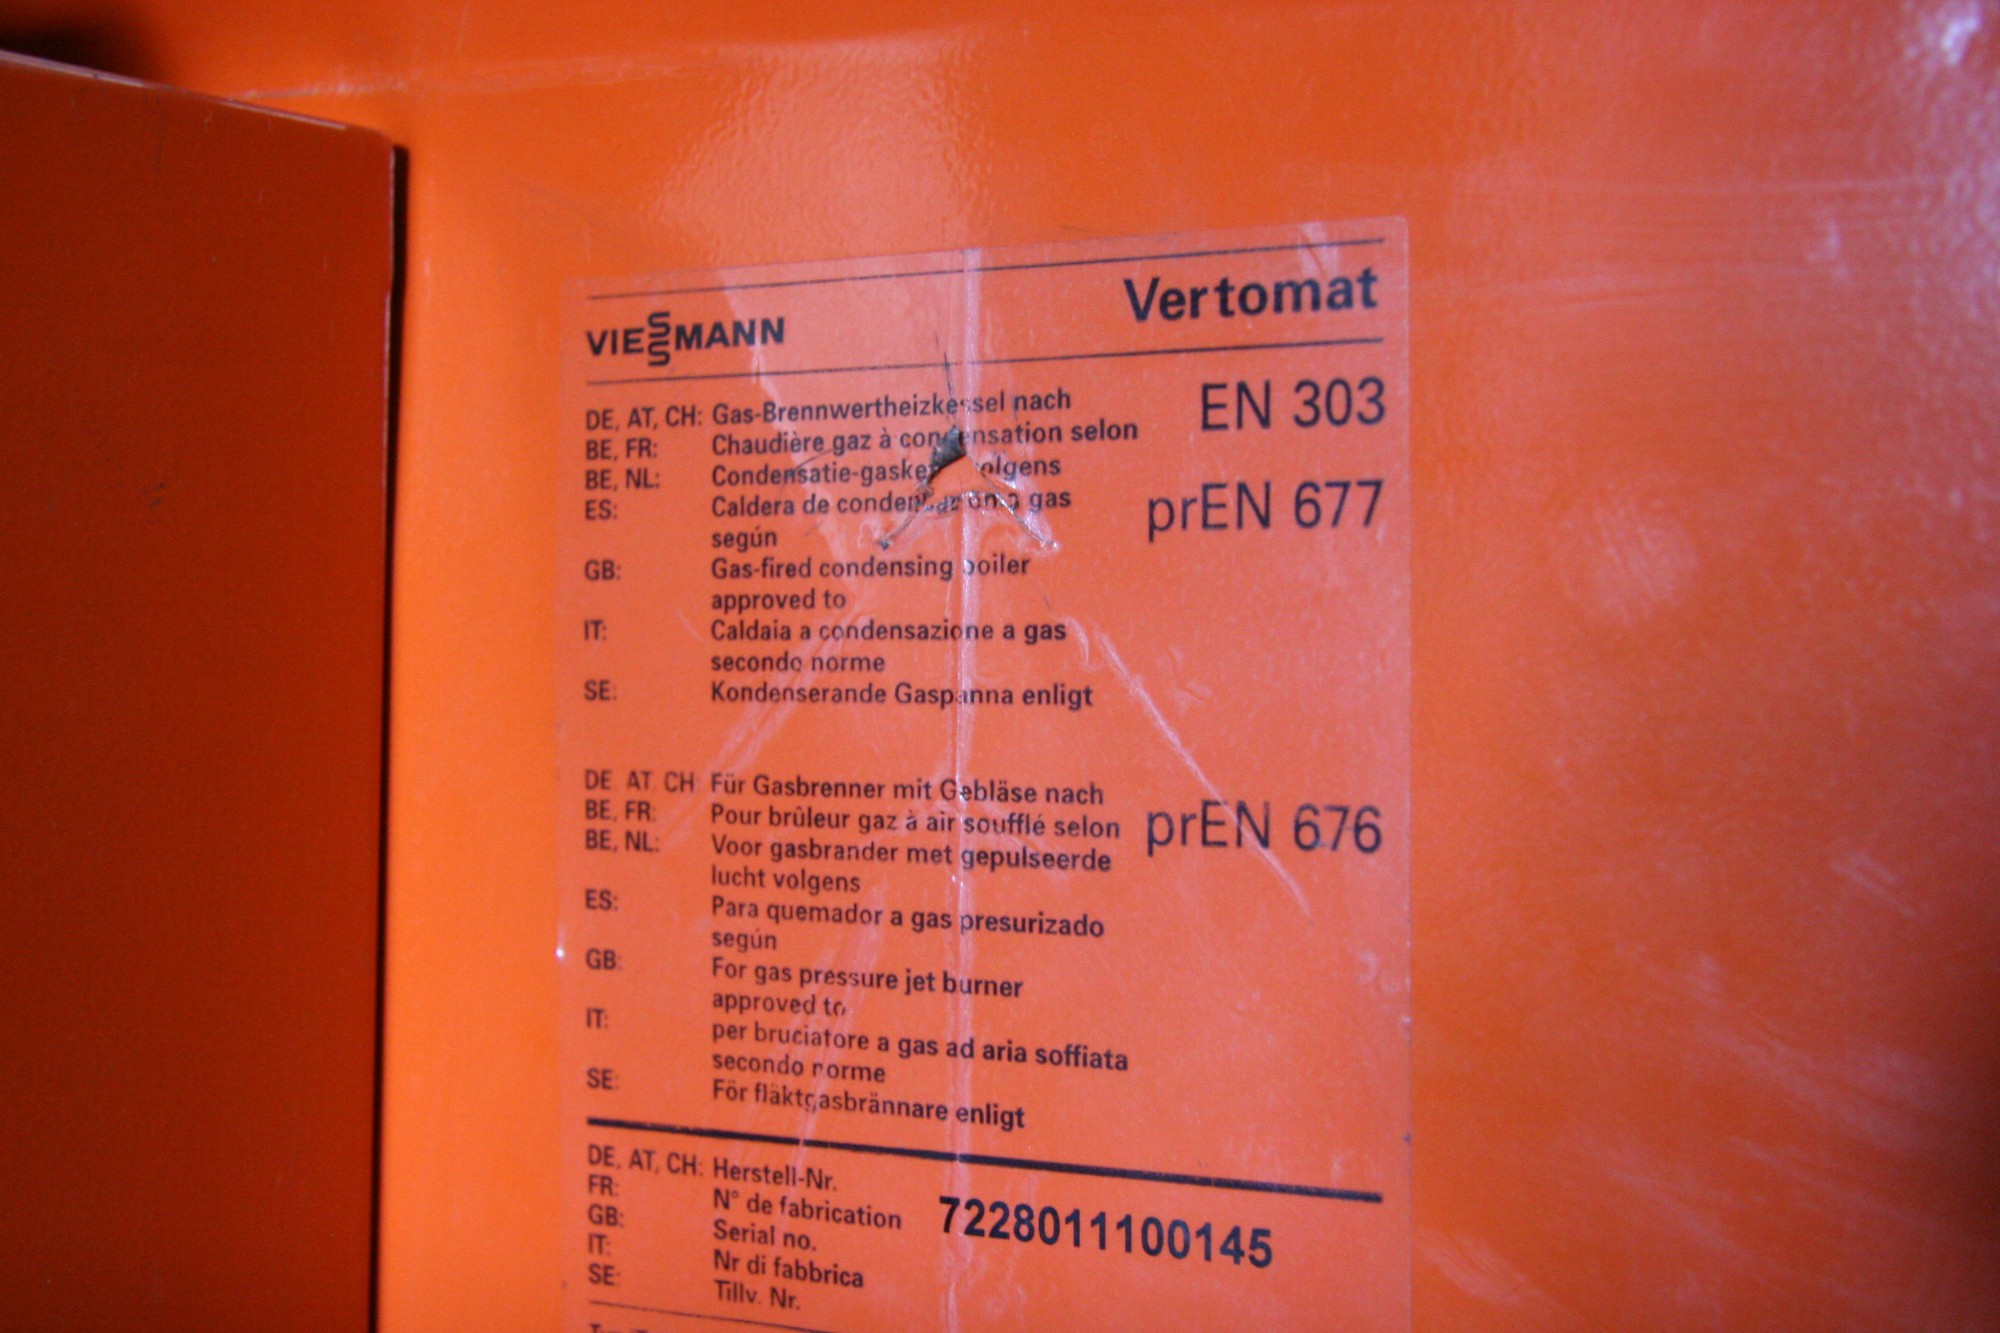 VIESSMANN Vertomat
DE, AT, CH: Gas-Brennwertheizkessel nach EN 303
BE, FR: Chaudière gaz à condensation selon
BE, NL: Condensatie-gasketel volgens
ES: Caldera de condensación a gas prEN 677
según
GB: Gas-fired condensing boiler
approved to
IT: Caldaia a condensazione a gas
secondo norme
SE: Kondenserande Gaspanna enligt
DE, AT, CH: Für Gasbrenner mit Gebläse nach
BE, FR: Pour brûleur gaz à air soufflé selon prEN 676
BE, NL: Voor gasbrander met gepulseerde
lucht volgens
ES: Para quemador a gas presurizado
según
GB: For gas pressure jet burner
approved to
IT: per bruciatore a gas ad aria soffiata
secondo norme
SE: För fläktgasbrännare enligt
DE, AT, CH: Herstell-Nr.
FR: N° de fabrication 7228011100145
GB: Serial no.
IT: Nr di fabbrica
SE: Tillv. Nr.